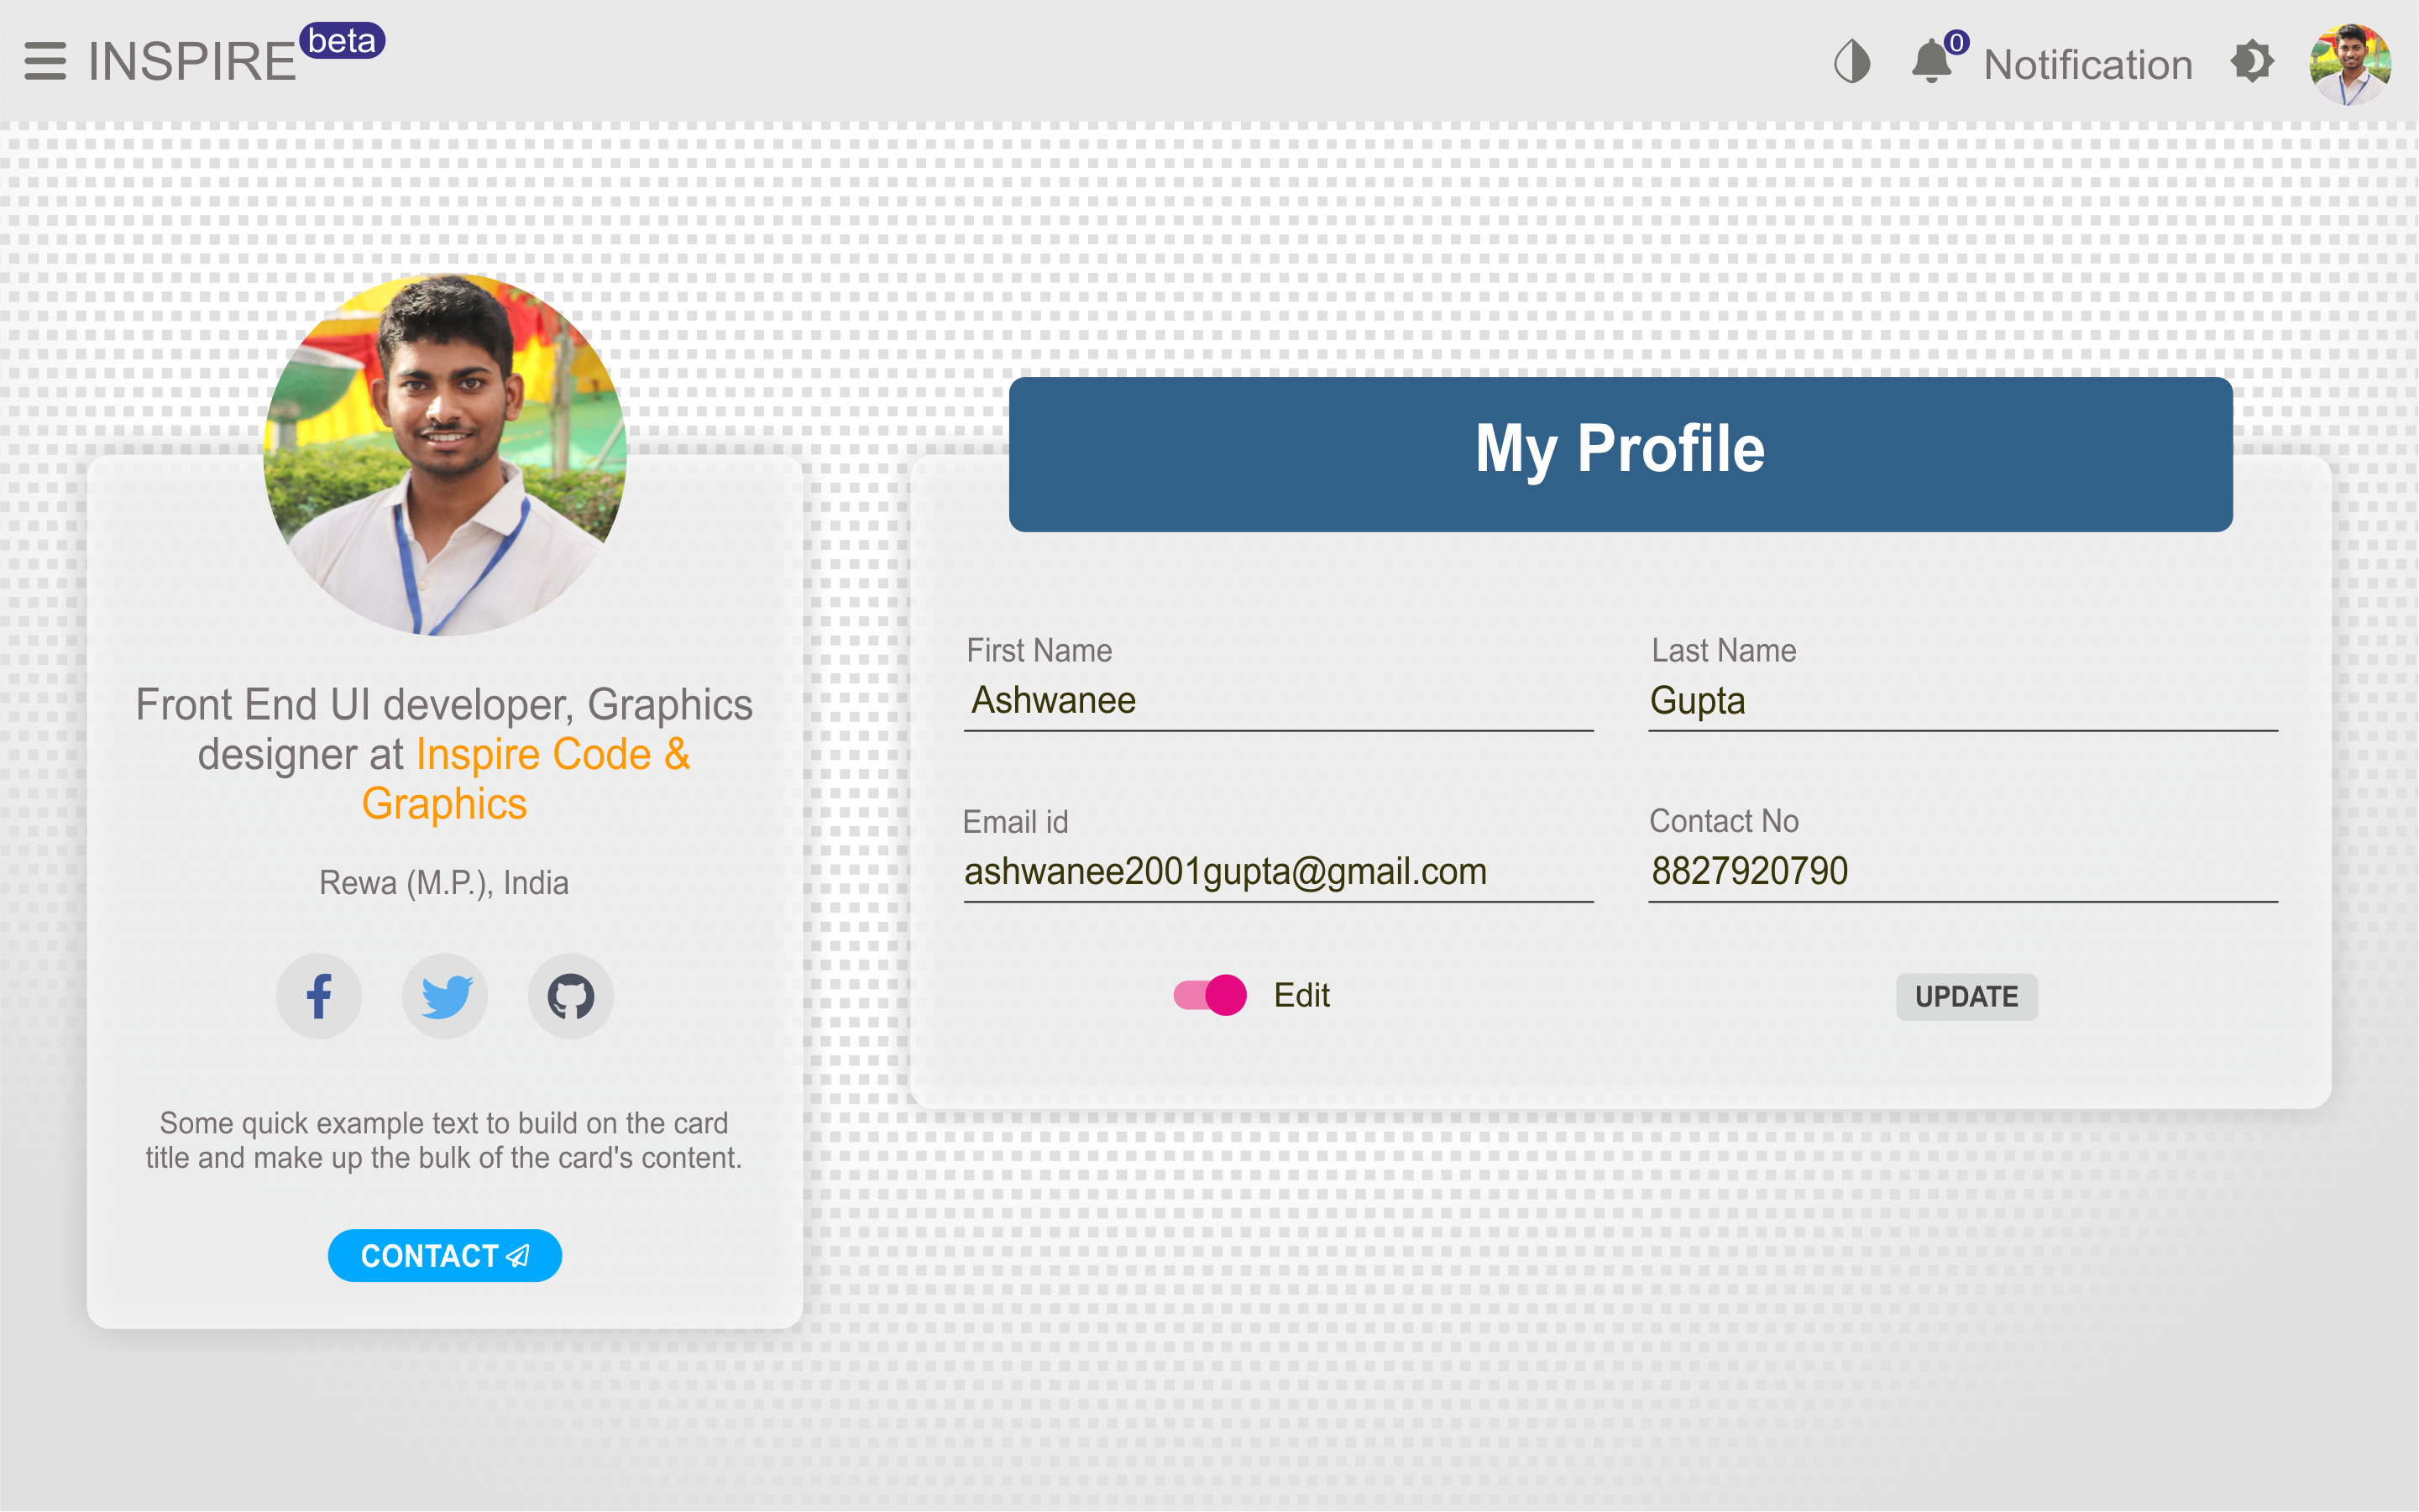 INSPIRE beta
0 Notification
My Profile
Front End UI developer, Graphics
designer at Inspire Code &
Graphics
Rewa (M.P.), India
Some quick example text to build on the card
title and make up the bulk of the card's content.
CONTACT
First Name
Ashwanee
Last Name
Gupta
Email id
ashwanee2001gupta@gmail.com
Contact No
8827920790
Edit
UPDATE